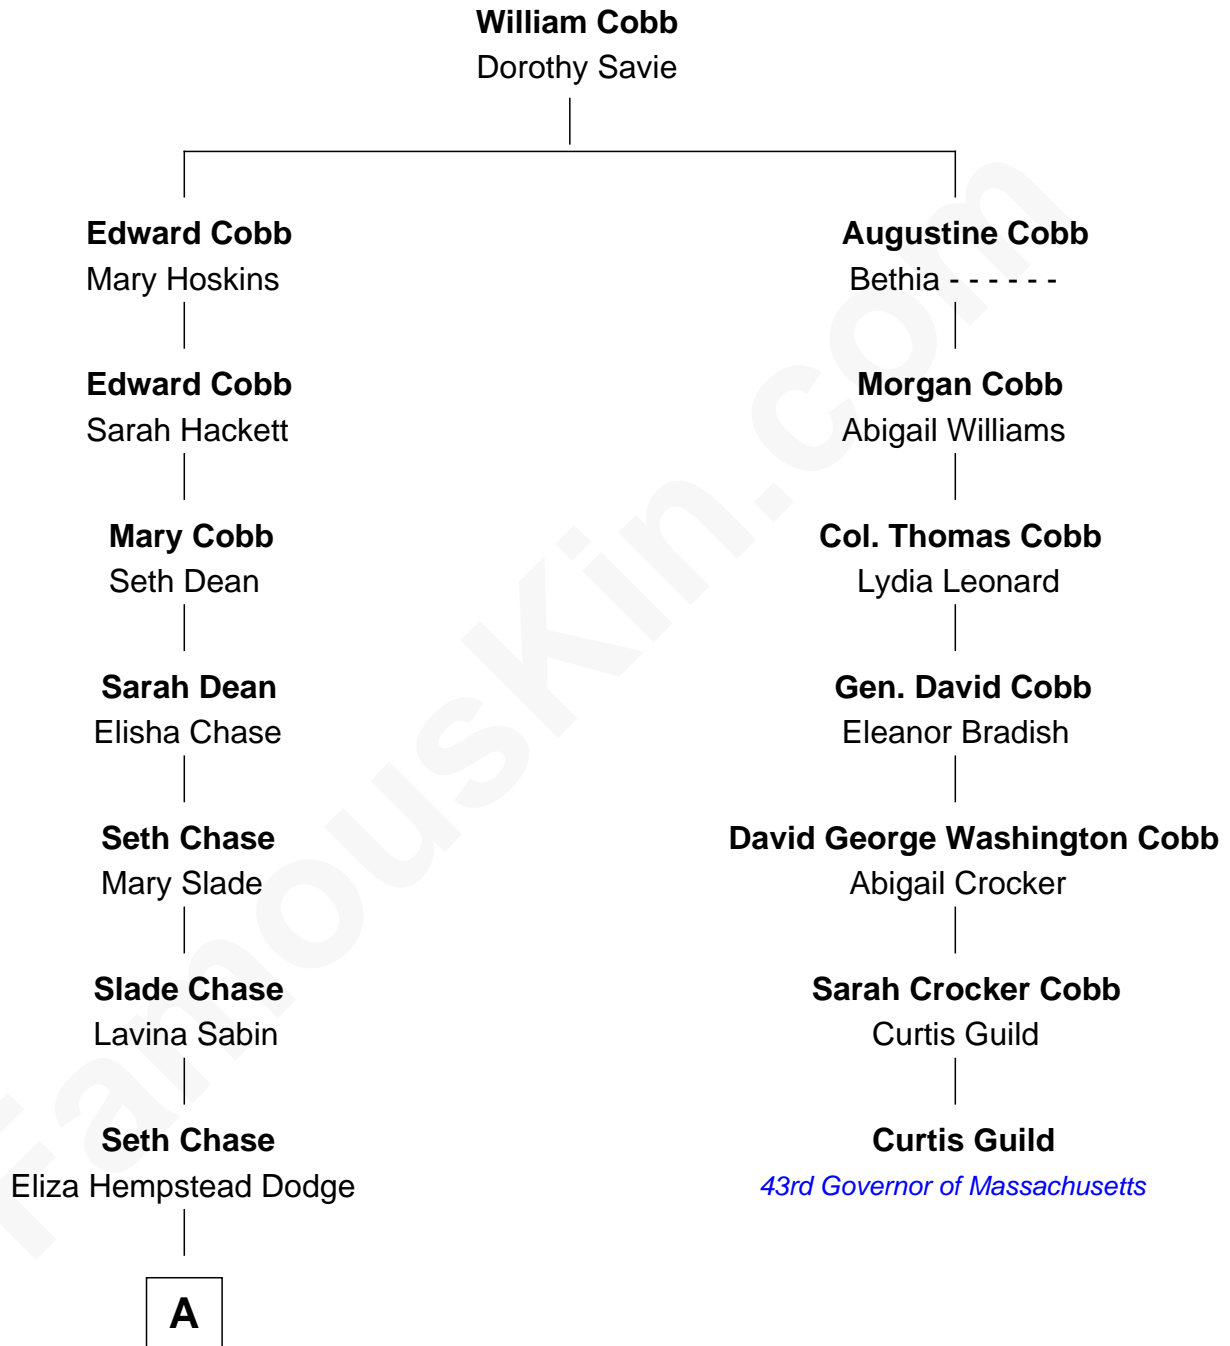 William Cobb
Dorothy Savie
Edward Cobb
Mary Hoskins
Augustine Cobb
Bethia - - - - - -
Edward Cobb
Sarah Hackett
Morgan Cobb
Abigail Williams
Mary Cobb
Seth Dean
Col. Thomas Cobb
Lydia Leonard
Sarah Dean
Elisha Chase
Gen. David Cobb
Eleanor Bradish
Seth Chase
Mary Slade
David George Washington Cobb
Abigail Crocker
Slade Chase
Lavina Sabin
Sarah Crocker Cobb
Curtis Guild
Seth Chase
Eliza Hempstead Dodge
Curtis Guild
43rd Governor of Massachusetts
A
FamousKin.com